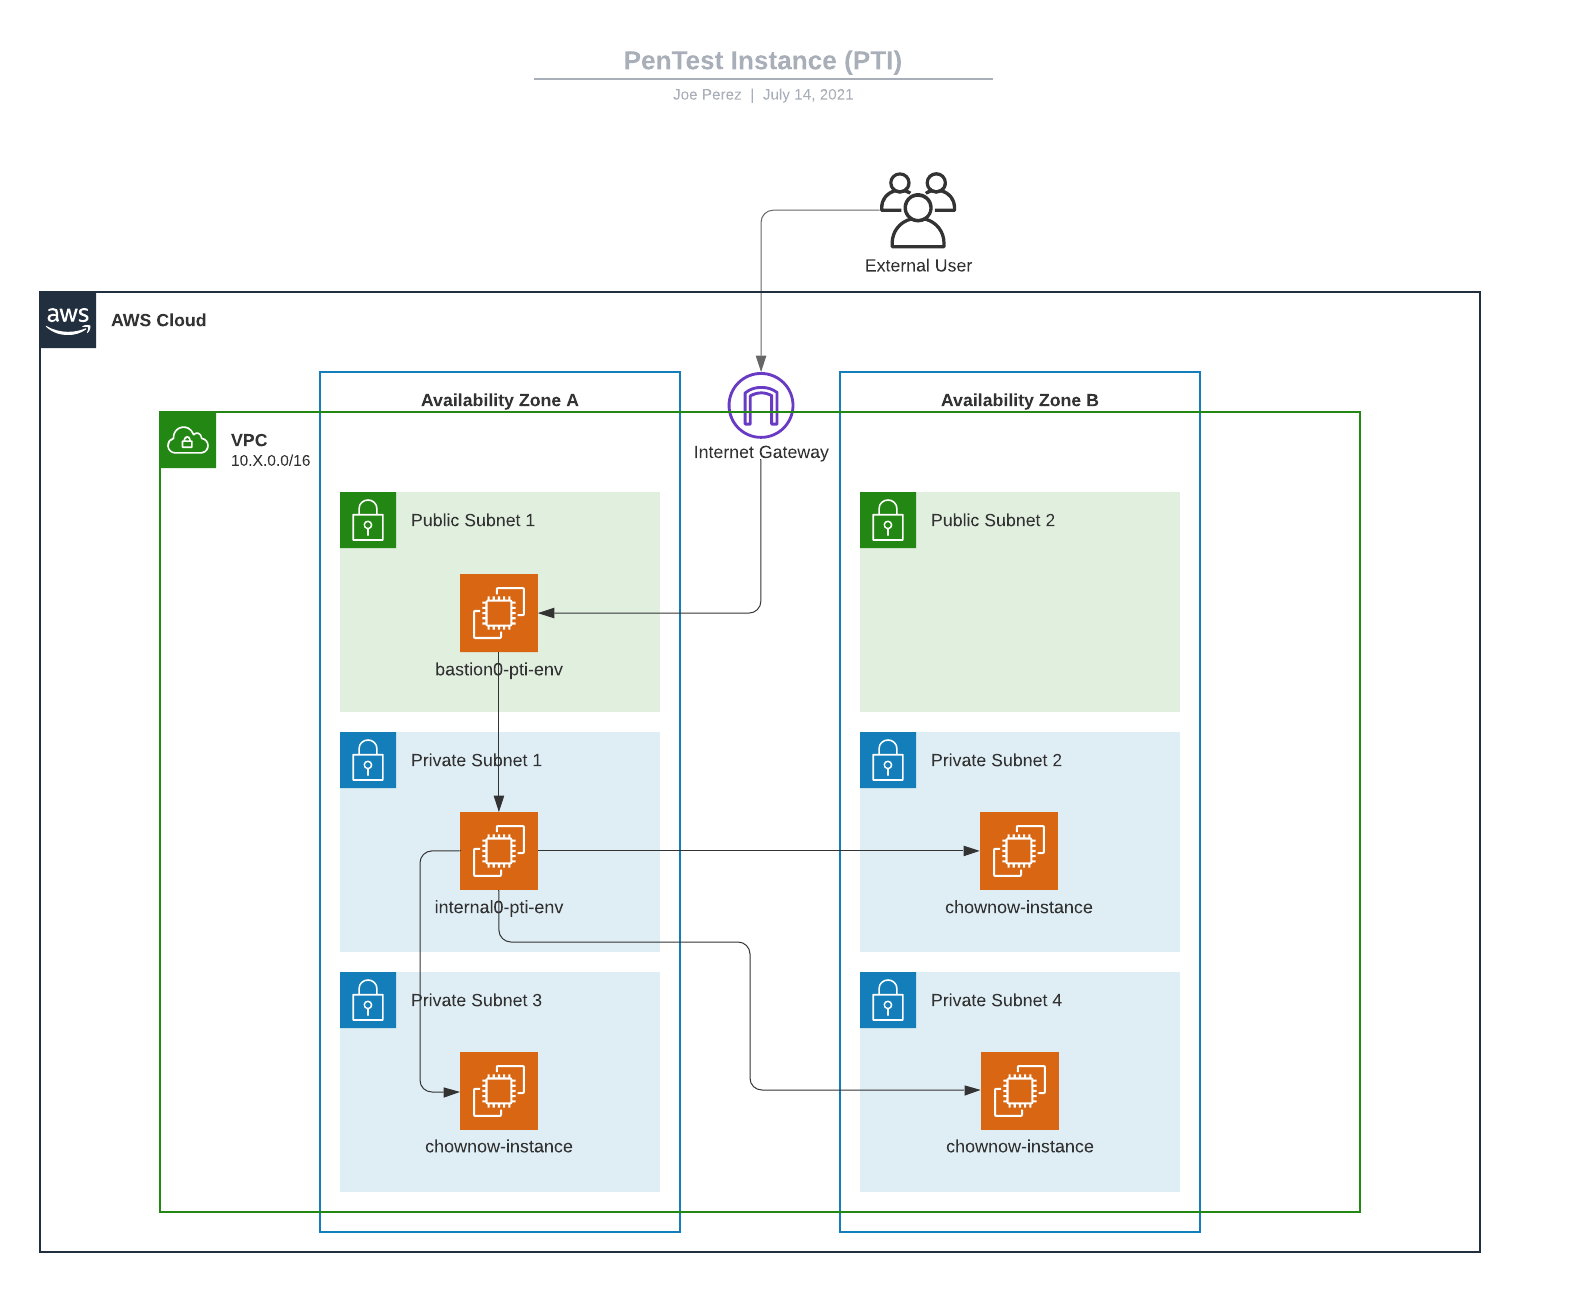 PenTest Instance (PTI)
Joe Perez | July 14, 2021
External User
aws
AWS Cloud
Availability Zone A
Availability Zone B
VPC
10.X.0.0/16
Internet Gateway
Public Subnet 1
Public Subnet 2
bastion0-pti-env
Private Subnet 1
Private Subnet 2
internal0-pti-env
chownow-instance
Private Subnet 3
Private Subnet 4
chownow-instance
chownow-instance